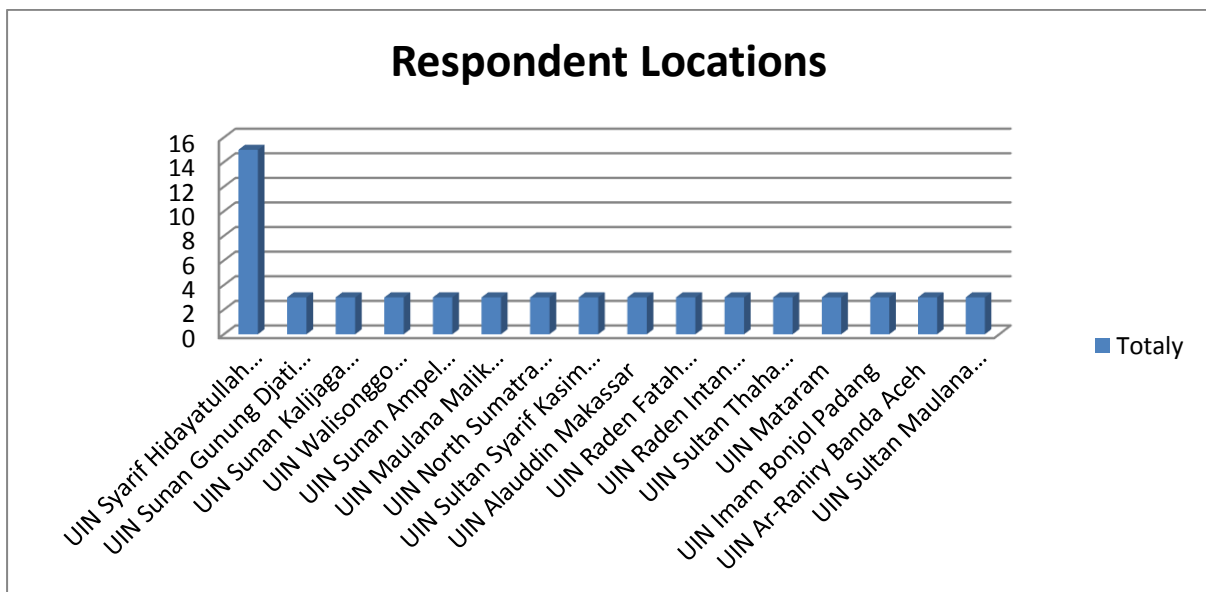 Respondent Locations
16
14
12
10
8
6
4
2
0
UIN Syarif Hidayatullah...
UIN Sunan Gunung Djati...
UIN Sunan Kalijaga...
UIN Walisonggo...
UIN Sunan Ampel...
UIN Maulana Malik...
UIN North Sumatra...
UIN Sultan Syarif Kasim...
UIN Alauddin Makassar
UIN Raden Fatah...
UIN Raden Intan...
UIN Sultan Thaha...
UIN Mataram
UIN Imam Bonjol Padang
UIN Ar-Raniry Banda Aceh
UIN Sultan Maulana...
Totaly